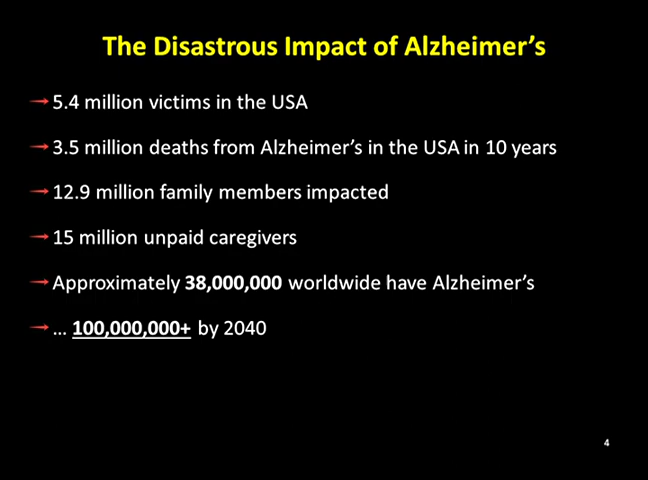 The Disastrous Impact of Alzheimer's
→ 5.4 million victims in the USA
→ 3.5 million deaths from Alzheimer's in the USA in 10 years
→ 12.9 million family members impacted
→ 15 million unpaid caregivers
→ Approximately 38,000,000 worldwide have Alzheimer's
→ ... 100,000,000+ by 2040
4